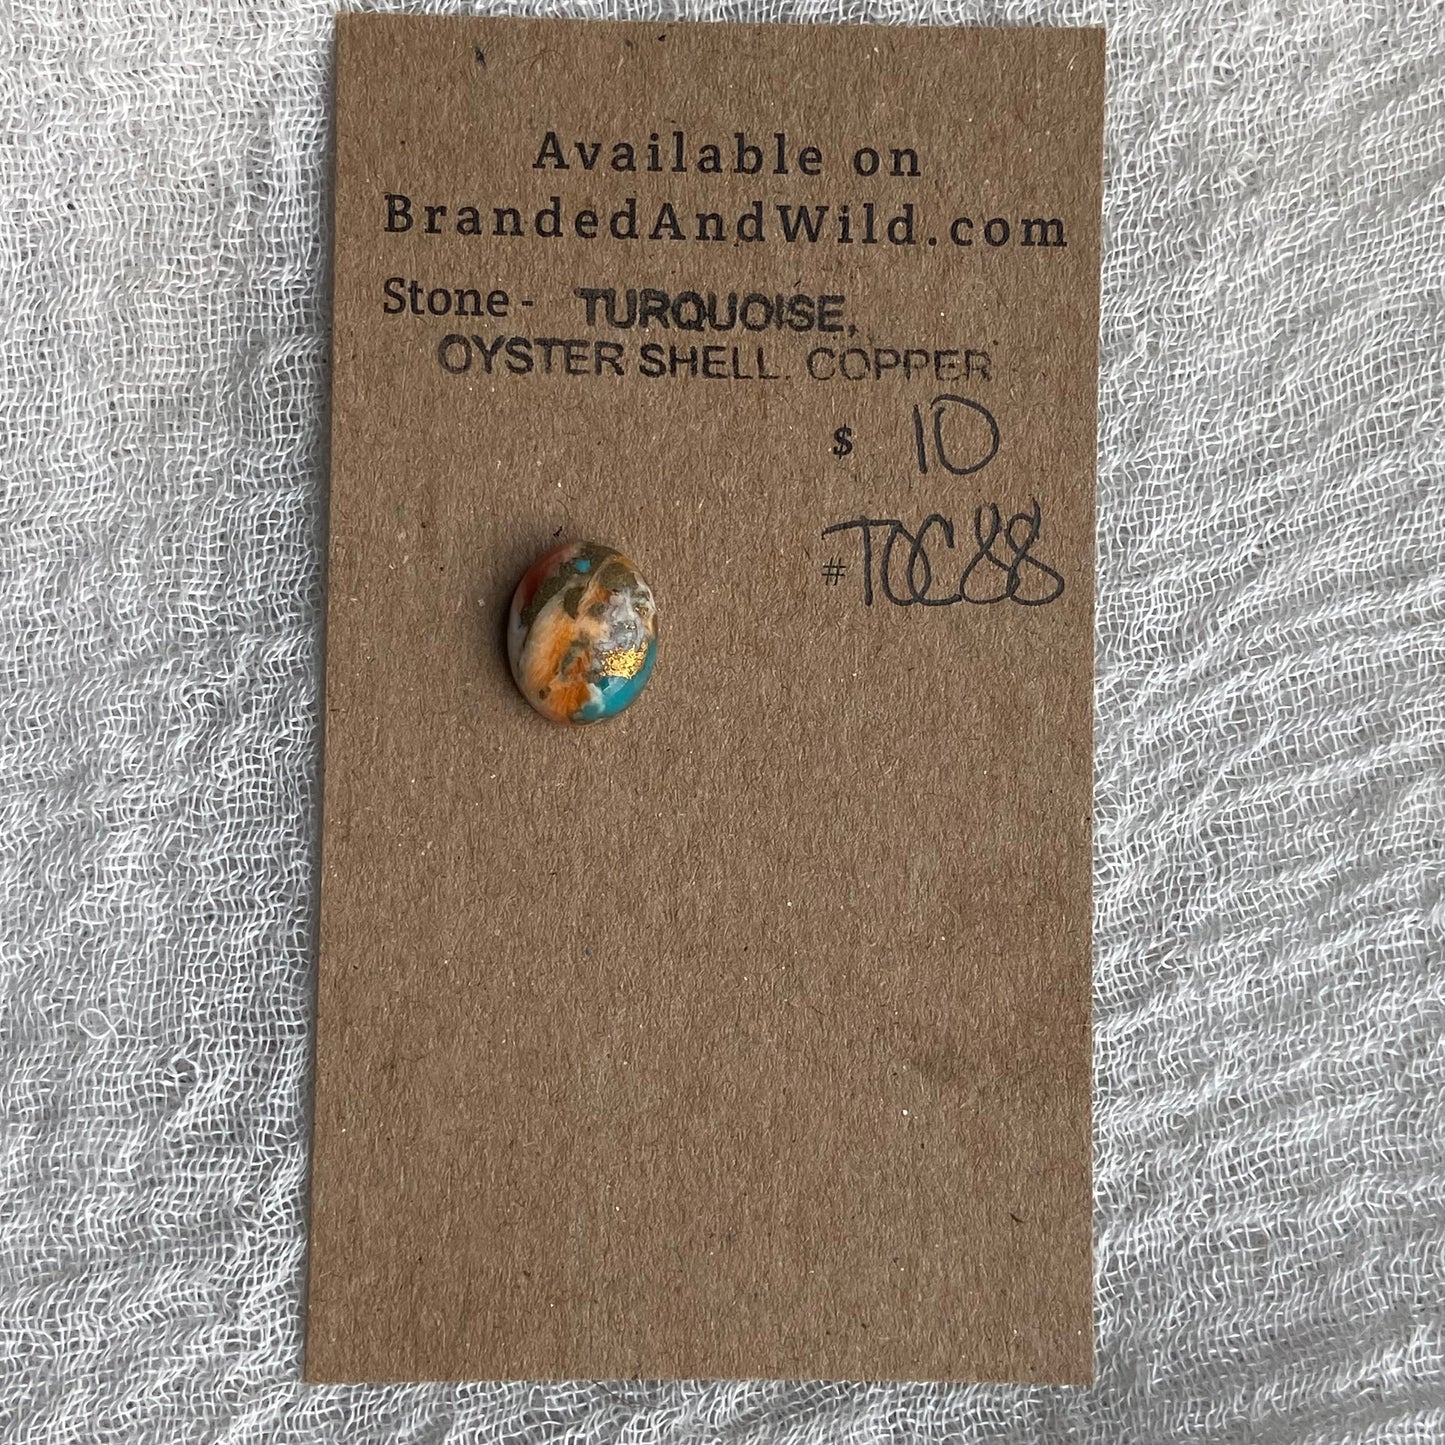 Available on
BrandedAndWild.com
Stone - TURQUOISE,
OYSTER SHELL. COPPER
$ 10
# TOC88